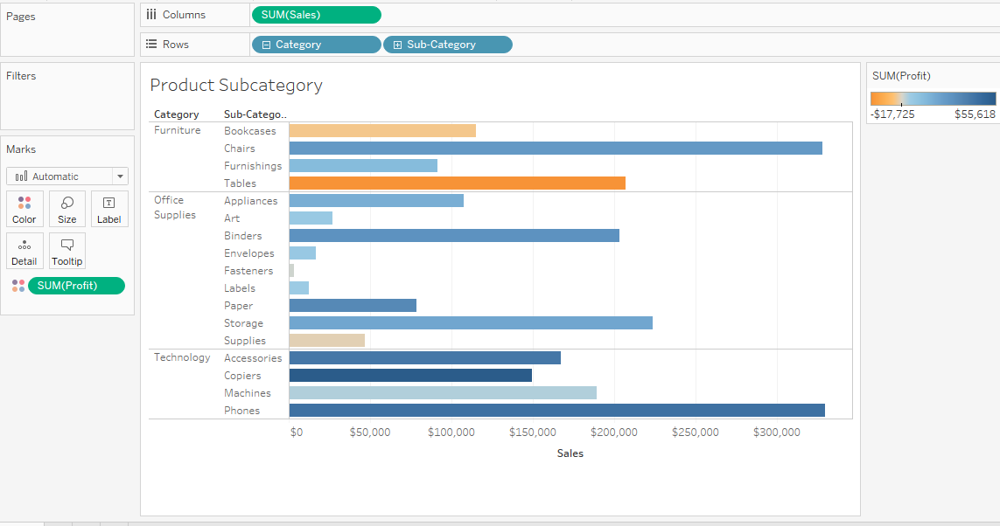 Pages
Columns
SUM(Sales)
Rows
Category
Sub-Category
Filters
Marks
Automatic
Color
Size
Label
Detail
Tooltip
SUM(Profit)
Product Subcategory
Category Sub-Catego..
Furniture Bookcases
Chairs
Furnishings
Tables
Office Supplies Appliances
Art
Binders
Envelopes
Fasteners
Labels
Paper
Storage
Supplies
Technology Accessories
Copiers
Machines
Phones
$0 $50,000 $100,000 $150,000 $200,000 $250,000 $300,000
Sales
SUM(Profit)
-$17,725 $55,618